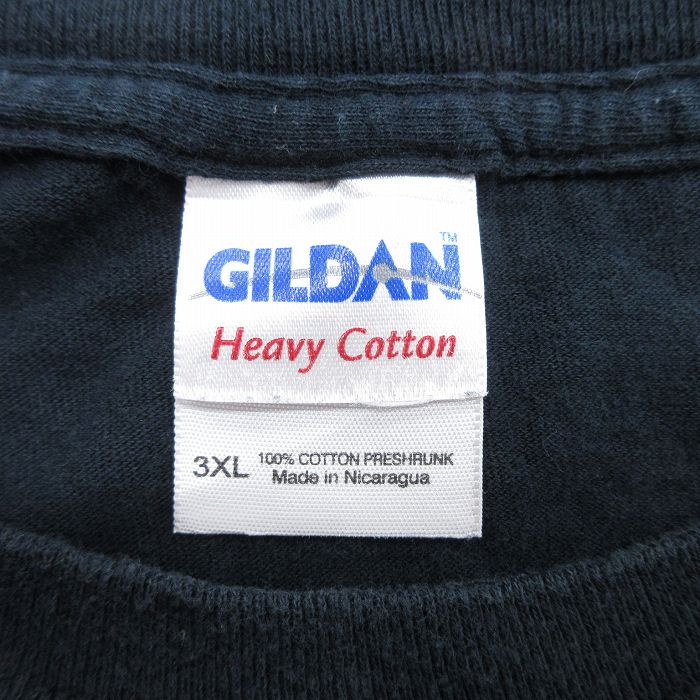 GILDAN™
Heavy Cotton
3XL 100% COTTON PRESHRUNK
Made in Nicaragua